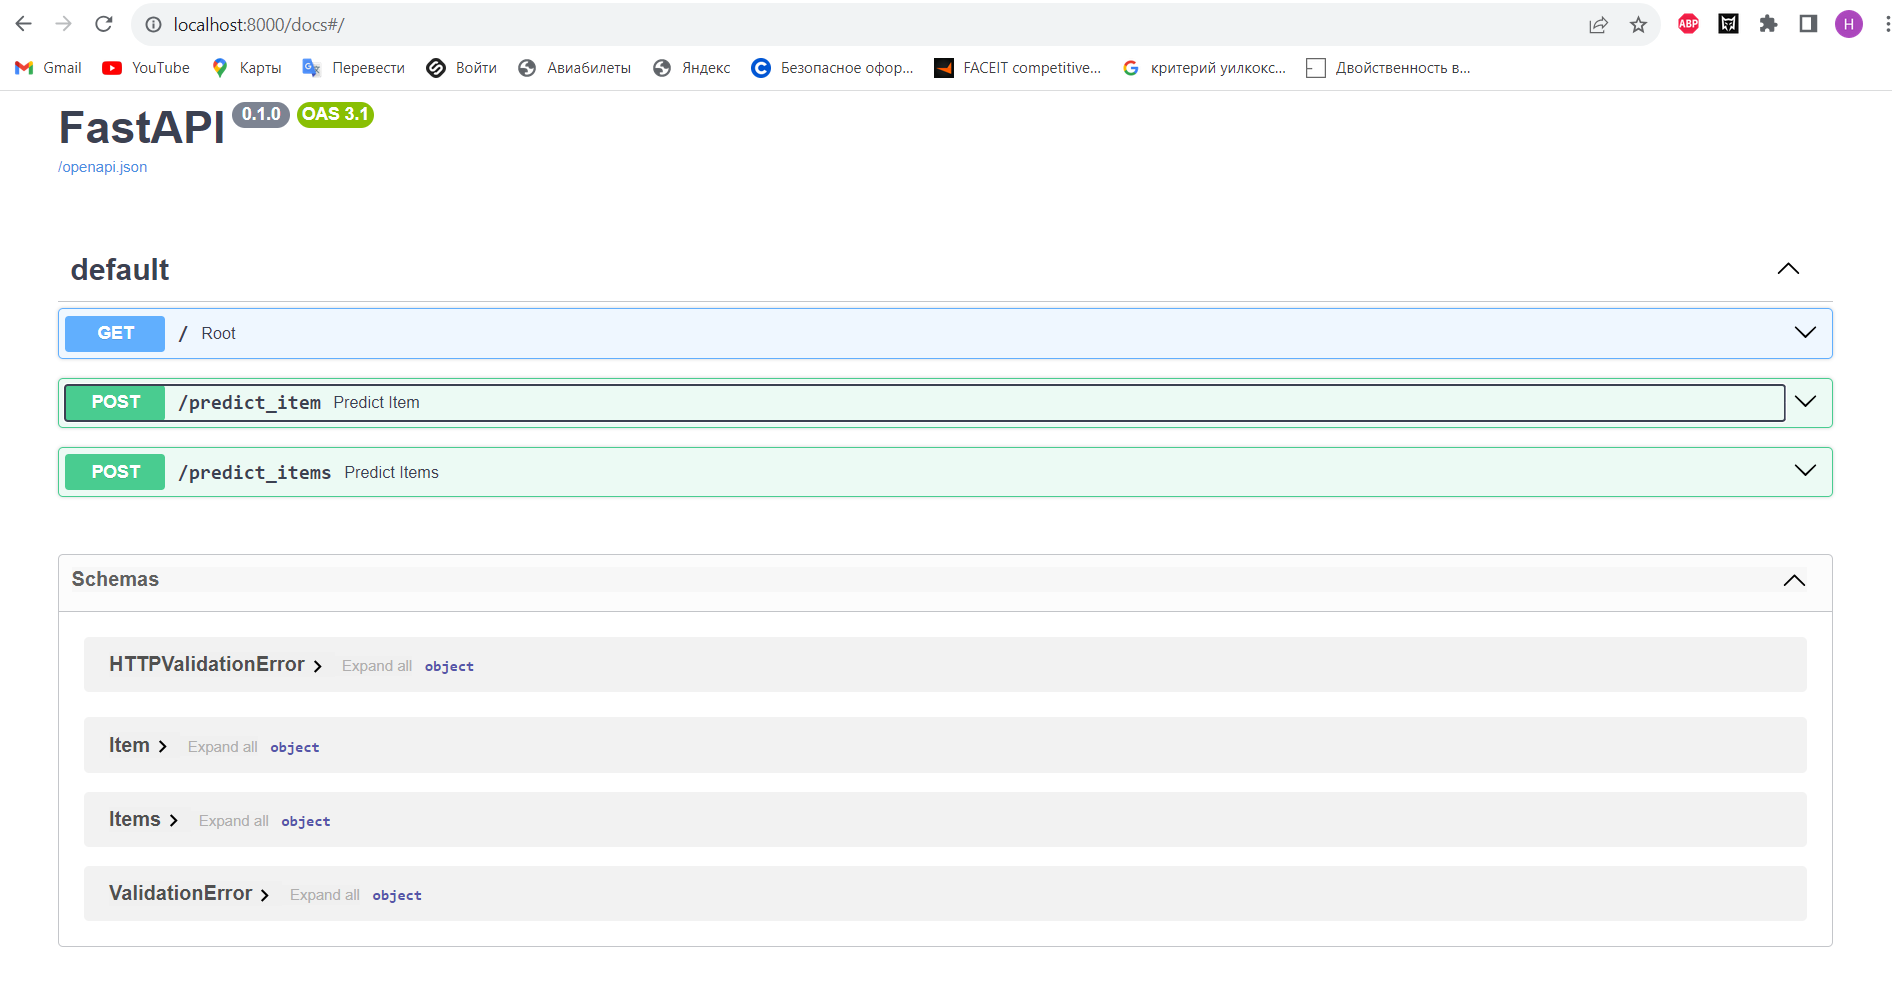 localhost:8000/docs#/
ABP
H
Gmail YouTube Карты Перевести Войти Авиабилеты Яндекс Безопасное офор... FACEIT competitive... критерий уилкокс... Двойственность в...
FastAPI 0.1.0 OAS 3.1
/openapi.json
default
GET / Root
POST /predict_item Predict Item
POST /predict_items Predict Items
Schemas
HTTPValidationError Expand all object
Item Expand all object
Items Expand all object
ValidationError Expand all object